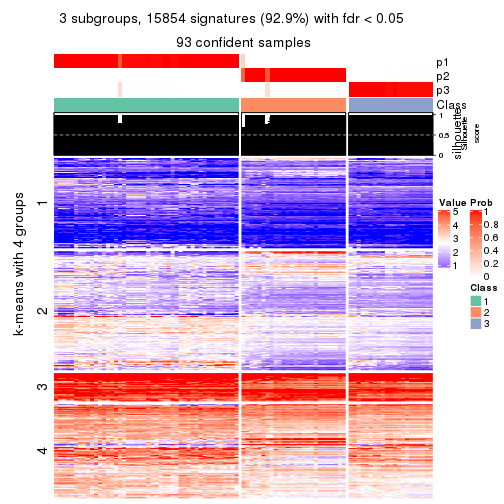 3 subgroups, 15854 signatures (92.9%) with fdr < 0.05
93 confident samples
p1
p2
p3
Class
1
0.5
0
silhouette
Silhouette
score
k-means with 4 groups
1
2
3
4
Value
5
4
3
2
1
Prob
1
0.8
0.6
0.4
0.2
0
Class
1
2
3